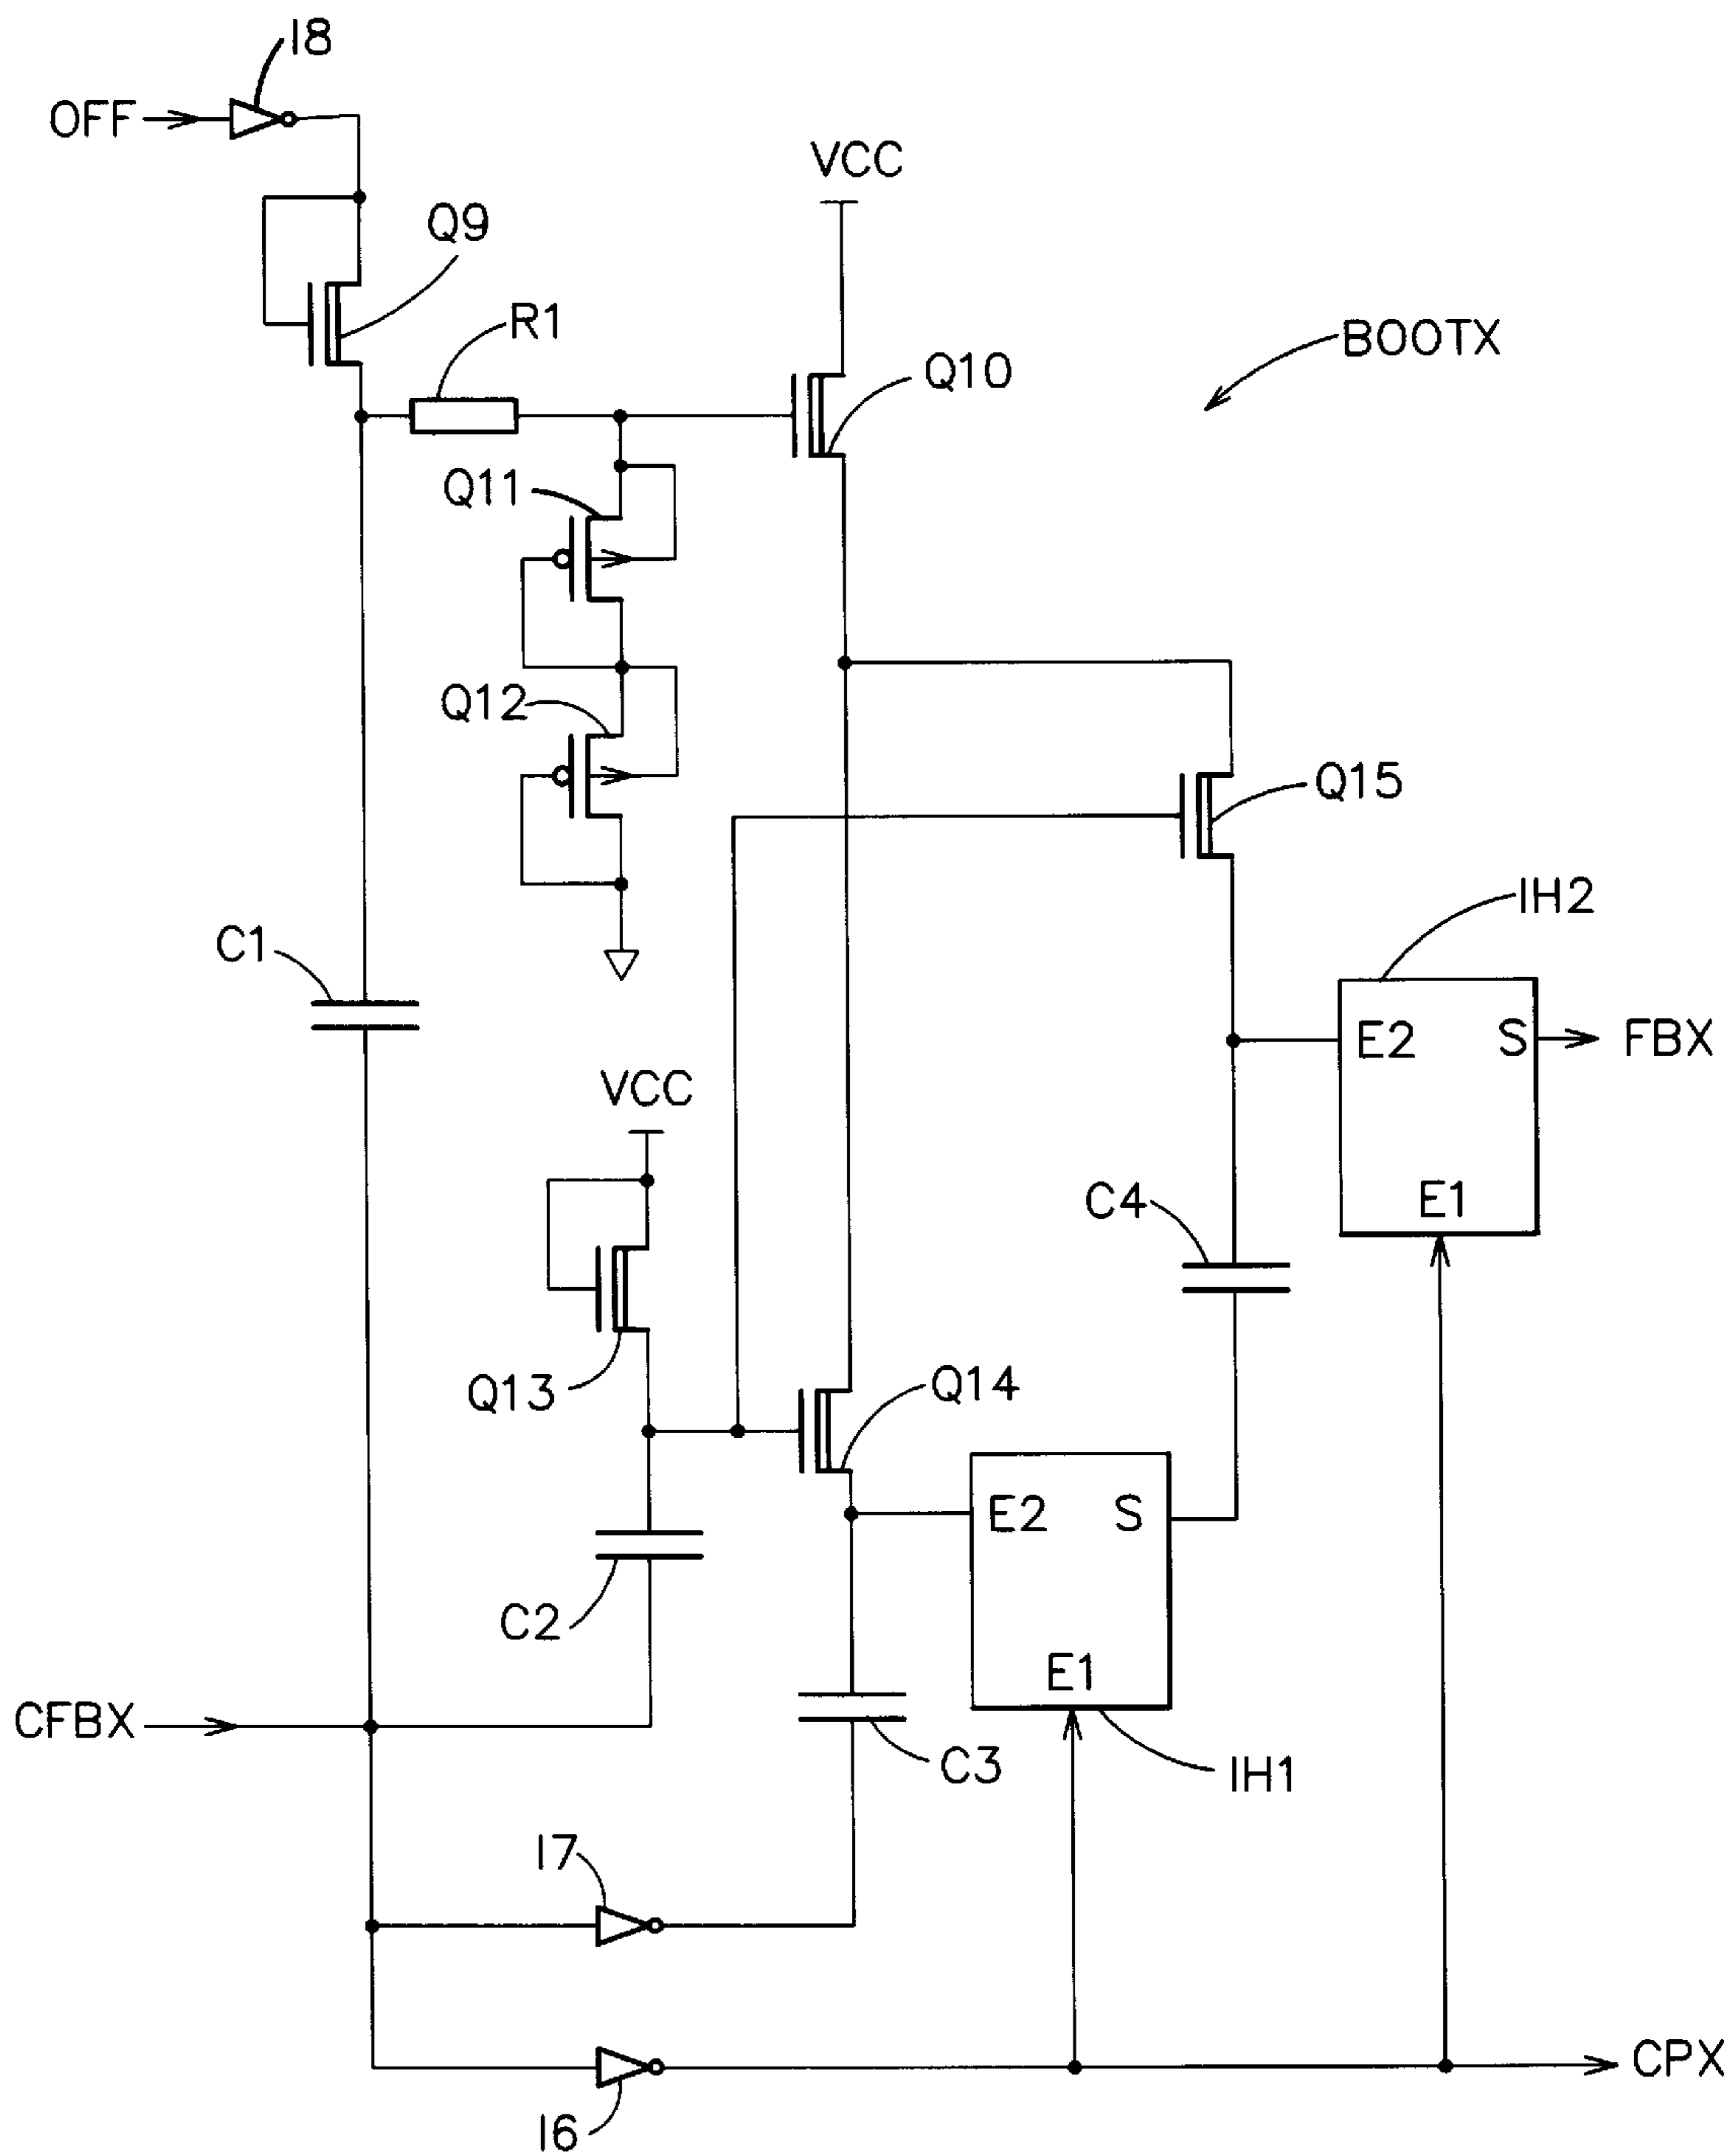 I8
OFF
VCC
Q9
R1
BOOTX
Q10
Q11
Q12
Q15
IH2
C1
E2 S
FBX
VCC
E1
C4
Q13
Q14
E2 S
C2
E1
CFBX
C3
IH1
I7
CPX
I6